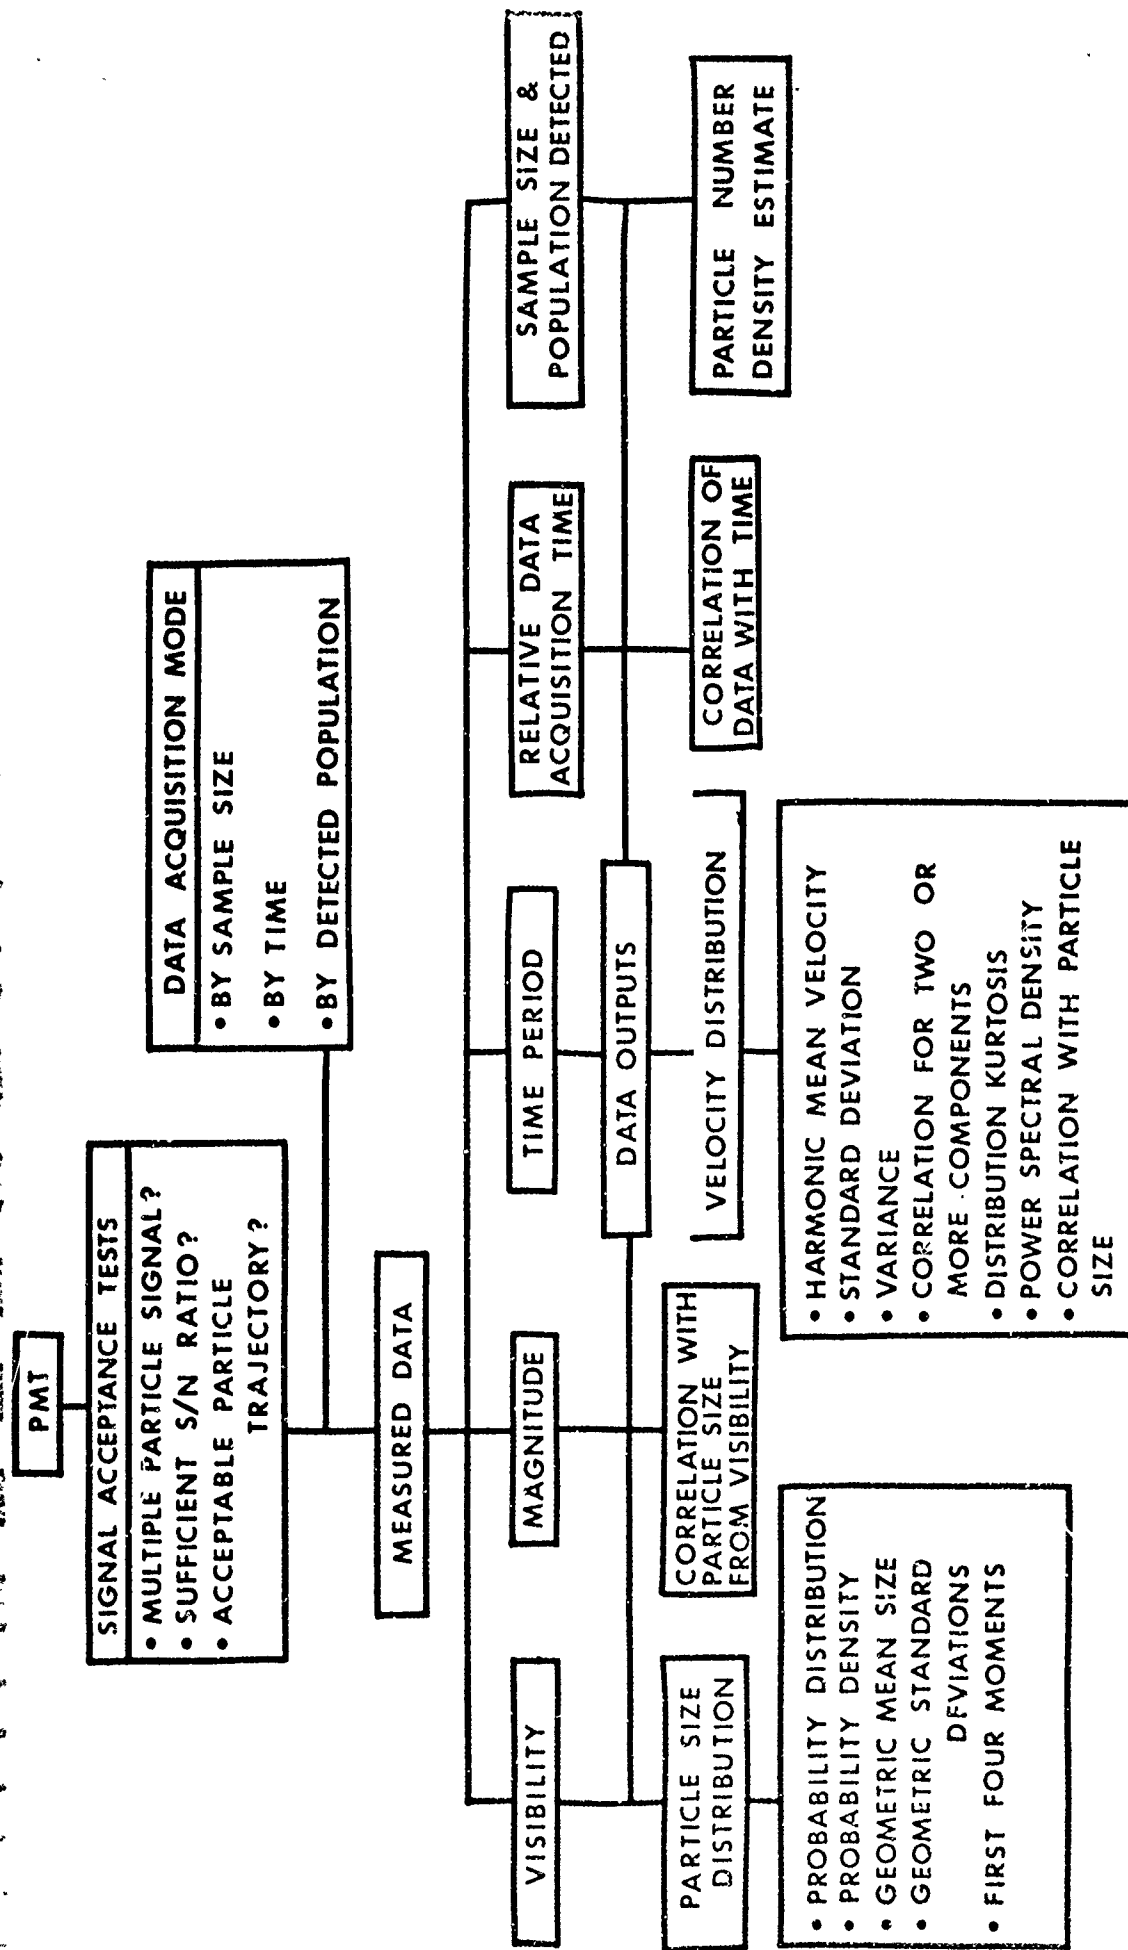 PMT
SIGNAL ACCEPTANCE TESTS
• MULTIPLE PARTICLE SIGNAL?
• SUFFICIENT S/N RATIO?
• ACCEPTABLE PARTICLE
TRAJECTORY?
DATA ACQUISITION MODE
• BY SAMPLE SIZE
• BY TIME
• BY DETECTED POPULATION
MEASURED DATA
VISIBILITY
MAGNITUDE
TIME PERIOD
RELATIVE DATA
ACQUISITION TIME
SAMPLE SIZE &
POPULATION DETECTED
DATA OUTPUTS
PARTICLE SIZE
DISTRIBUTION
CORRELATION WITH
PARTICLE SIZE
FROM VISIBILITY
VELOCITY DISTRIBUTION
CORRELATION OF
DATA WITH TIME
PARTICLE NUMBER
DENSITY ESTIMATE
• PROBABILITY DISTRIBUTION
• PROBABILITY DENSITY
• GEOMETRIC MEAN SIZE
• GEOMETRIC STANDARD
DEVIATIONS
• FIRST FOUR MOMENTS
• HARMONIC MEAN VELOCITY
• STANDARD DEVIATION
• VARIANCE
• CORRELATION FOR TWO OR
MORE COMPONENTS
• DISTRIBUTION KURTOSIS
• POWER SPECTRAL DENSITY
• CORRELATION WITH PARTICLE
SIZE